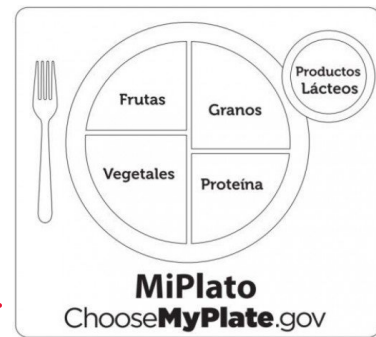 Productos
Lácteos
Frutas
Granos
Vegetales
Proteína
MiPlato
ChooseMyPlate.gov